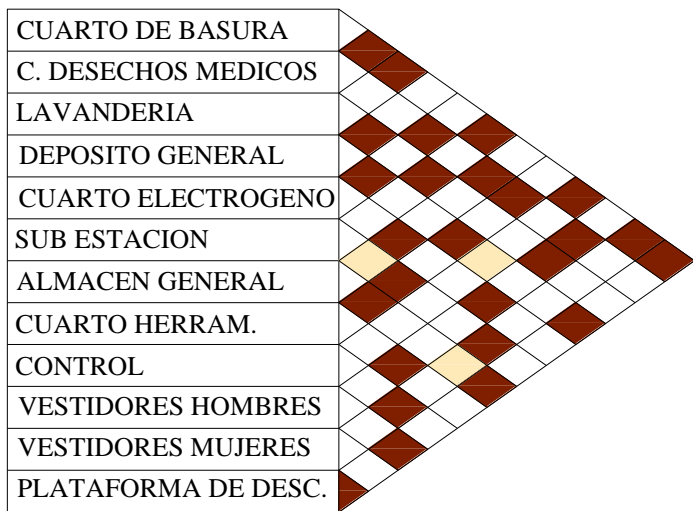 CUARTO DE BASURA
C. DESECHOS MEDICOS
LAVANDERIA
DEPOSITO GENERAL
CUARTO ELECTROGENO
SUB ESTACION
ALMACEN GENERAL
CUARTO HERRAM.
CONTROL
VESTIDORES HOMBRES
VESTIDORES MUJERES
PLATAFORMA DE DESC.